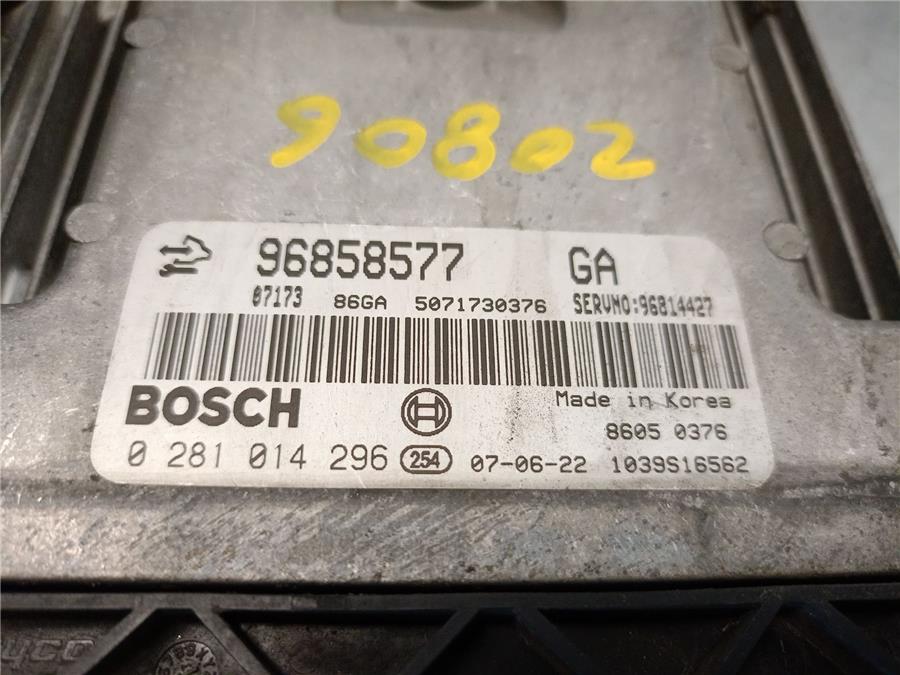 90802
96858577 GA
07173 86GA 5071730376 SERVNO:96814427
BOSCH
Made in Korea
8605 0376
0 281 014 296 254 07-06-22 1039S16562